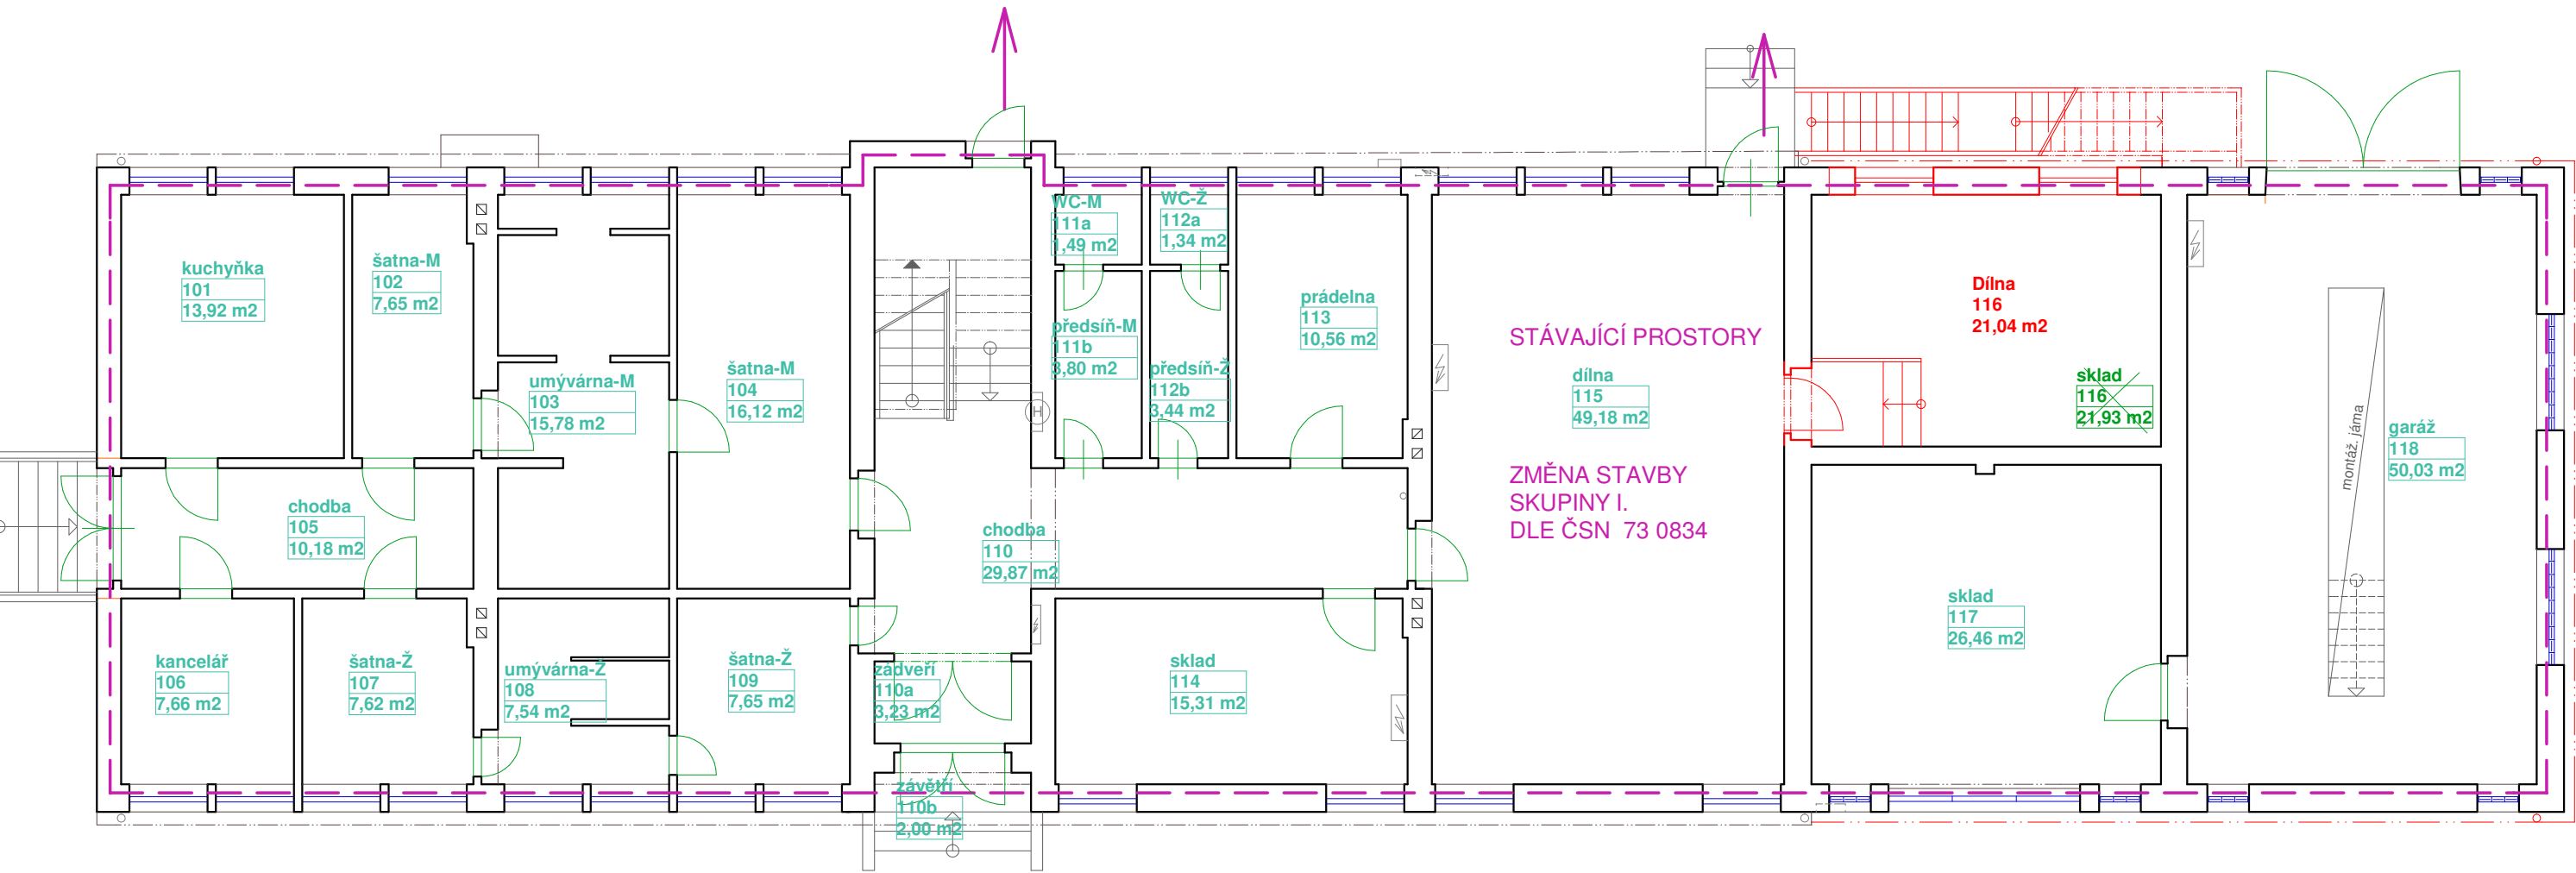 kuchyňka
101
13,92 m2
šatna-M
102
7,65 m2
umývárna-M
103
15,78 m2
šatna-M
104
16,12 m2
chodba
105
10,18 m2
kancelář
106
7,66 m2
šatna-Ž
107
7,62 m2
umývárna-Ž
108
7,54 m2
šatna-Ž
109
7,65 m2
chodba
110
29,87 m2
zádveří
110a
3,23 m2
závětří
110b
2,00 m2
H
WC-M
111a
1,49 m2
předsíň-M
111b
3,80 m2
WC-Ž
112a
1,34 m2
předsíň-Ž
112b
3,44 m2
prádelna
113
10,56 m2
sklad
114
15,31 m2
STÁVAJÍCÍ PROSTORY
dílna
115
49,18 m2
ZMĚNA STAVBY
SKUPINY I.
DLE ČSN 73 0834
Dílna
116
21,04 m2
sklad
116
21,93 m2
sklad
117
26,46 m2
montáž. jáma
garáž
118
50,03 m2